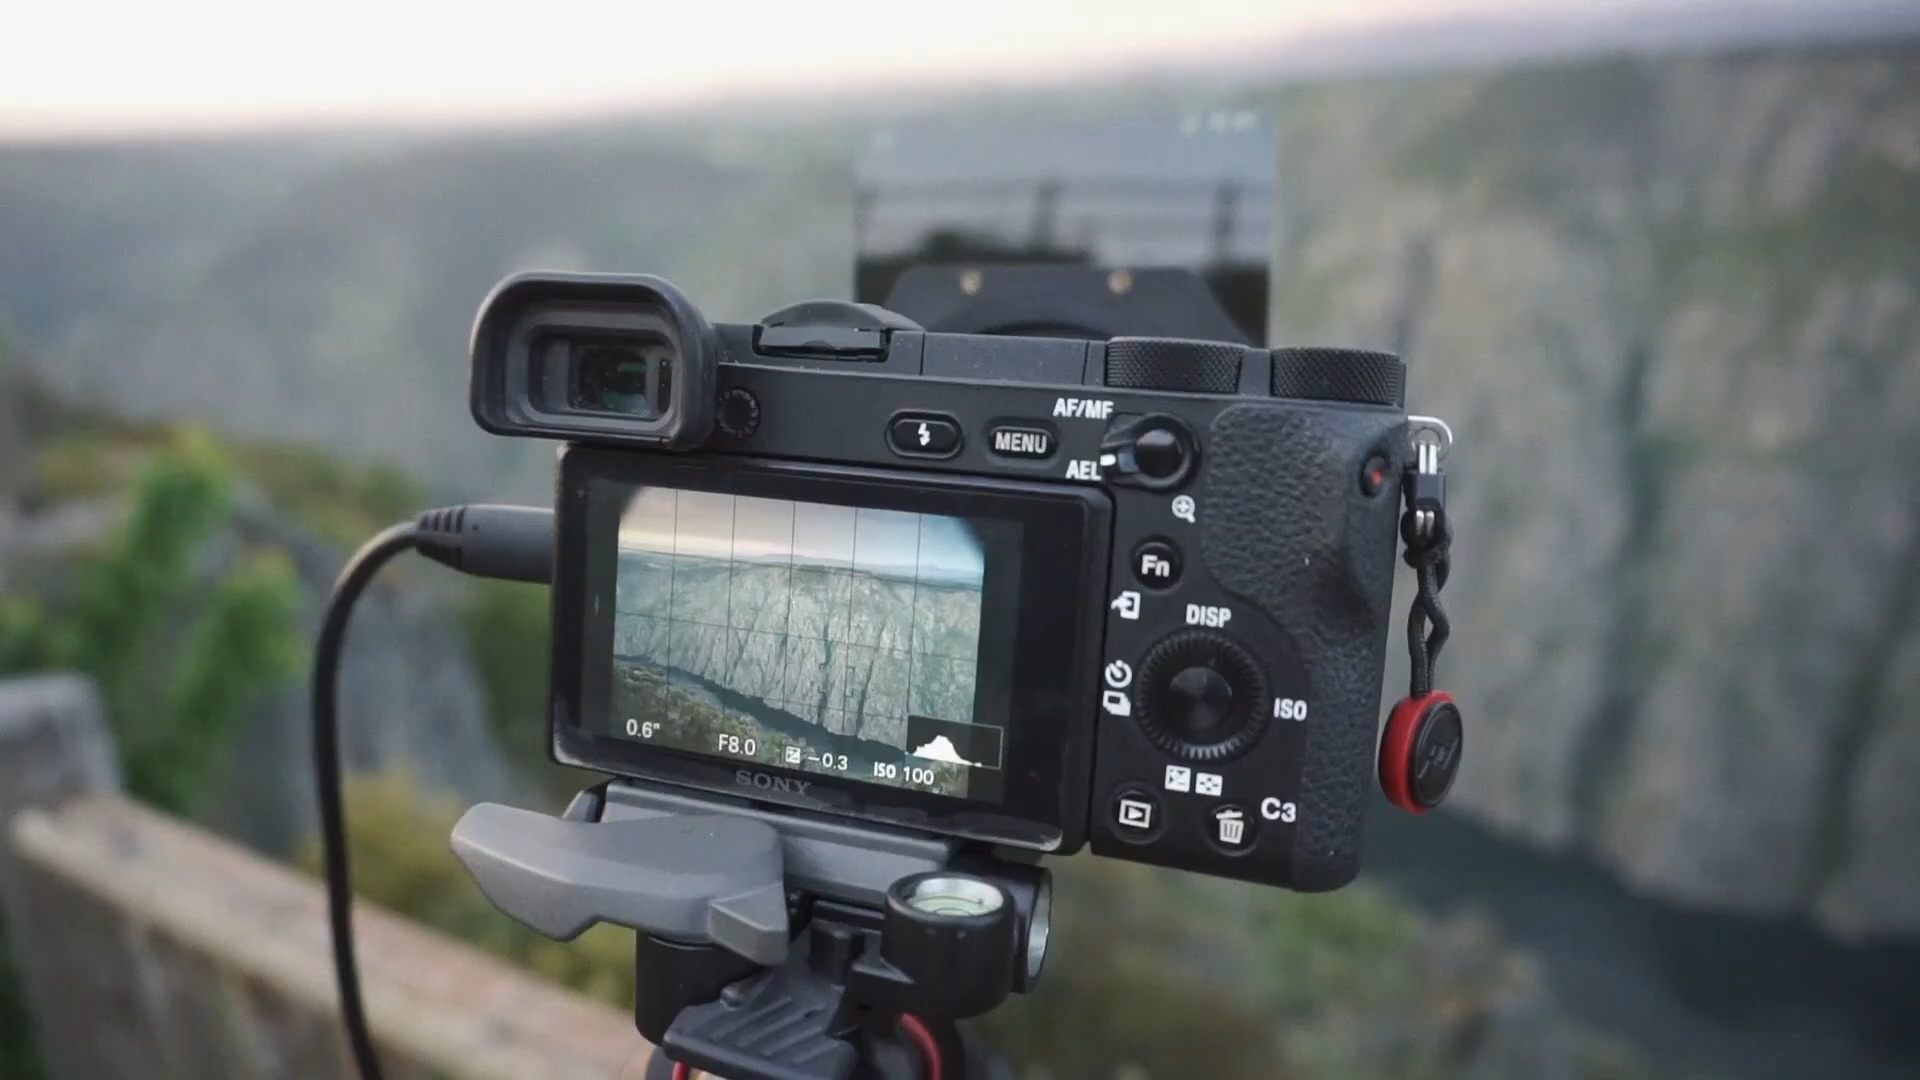 AF/MF
MENU
AEL
Fn
DISP
ISO
C3
0.6"
F8.0
−0.3
ISO 100
SONY